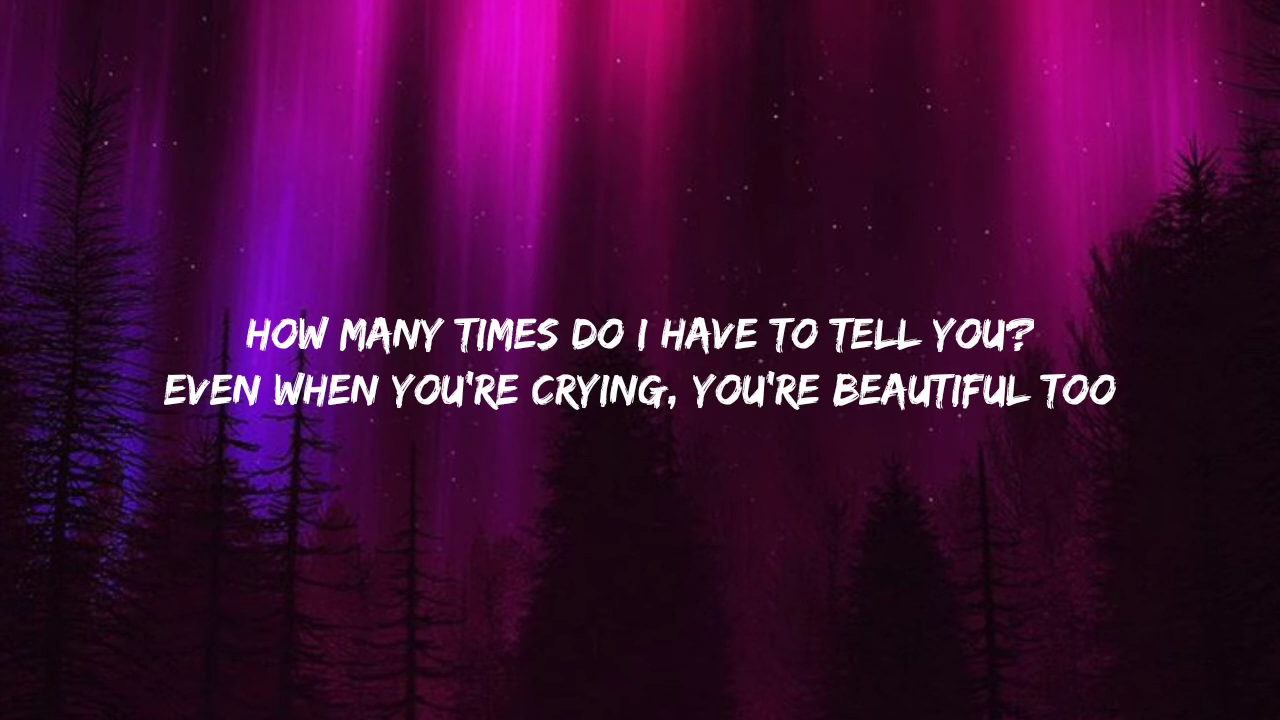 HOW MANY TIMES DO I HAVE TO TELL YOU?
EVEN WHEN YOU'RE CRYING, YOU'RE BEAUTIFUL TOO